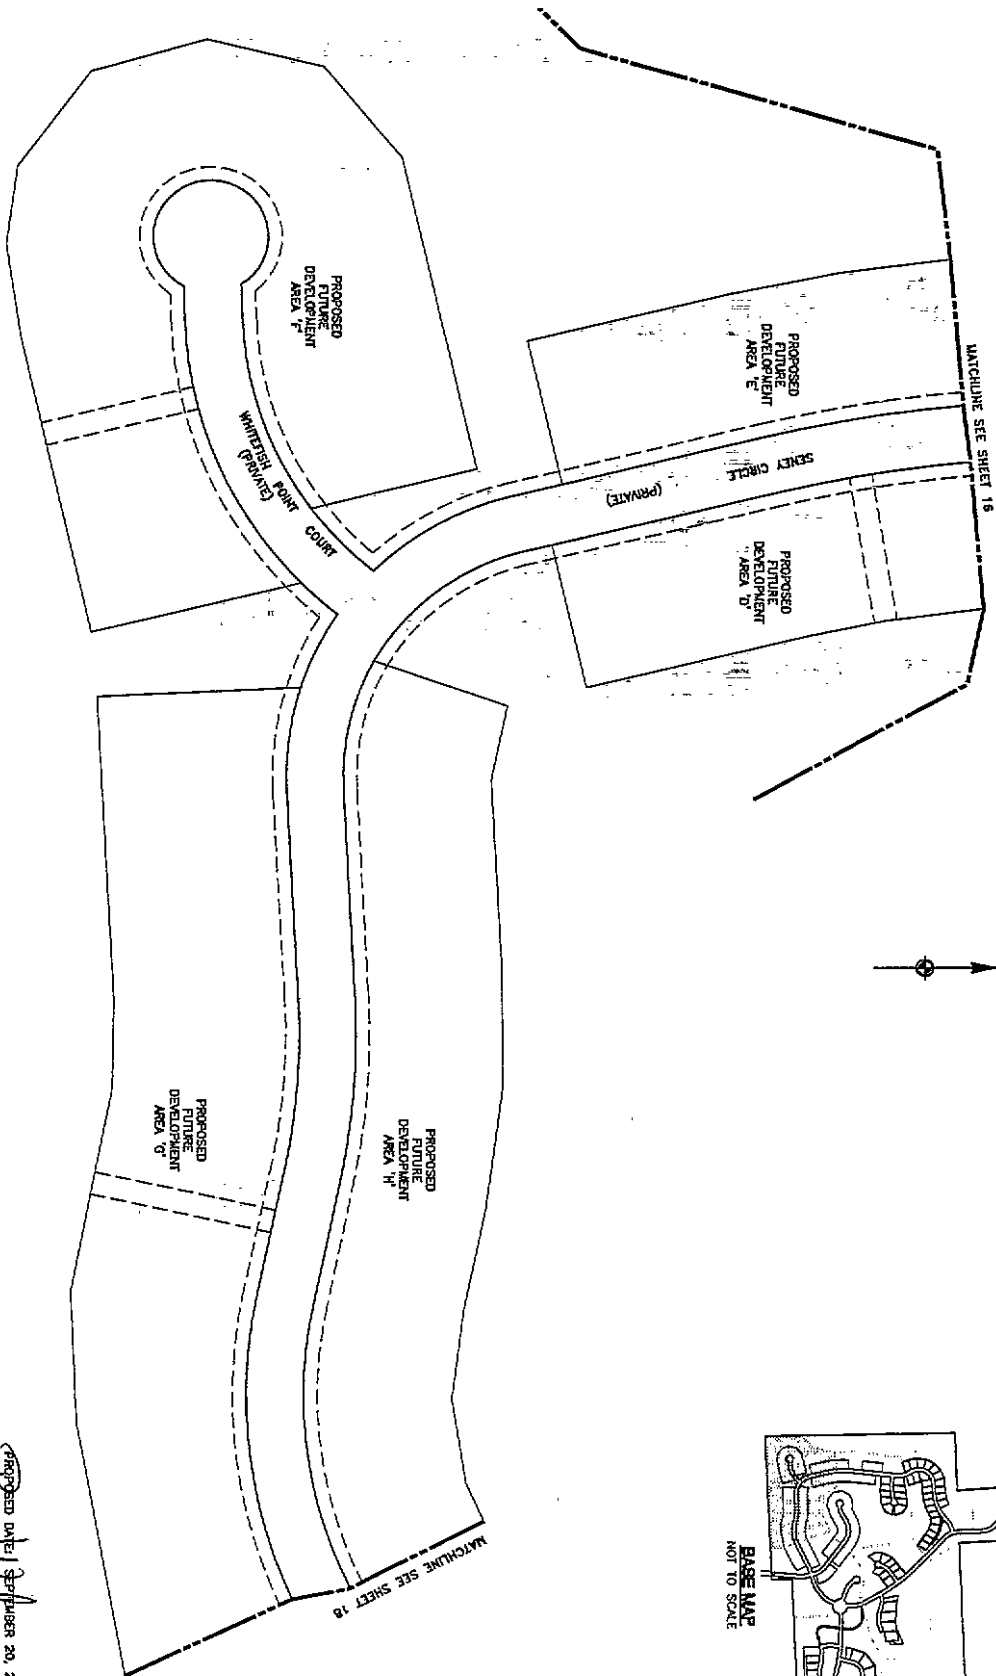 MATCHLINE SEE SHEET 16
PROPOSED
FUTURE
DEVELOPMENT
AREA 'E'
SENEY CIRCLE
(PRIVATE)
PROPOSED
FUTURE
DEVELOPMENT
AREA 'D'
PROPOSED
FUTURE
DEVELOPMENT
AREA 'F'
WHITEFISH POINT COURT
(PRIVATE)
PROPOSED
FUTURE
DEVELOPMENT
AREA 'H'
PROPOSED
FUTURE
DEVELOPMENT
AREA 'G'
MATCHLINE SEE SHEET 18
BASE MAP
NOT TO SCALE
PROPOSED DATE: SEPTEMBER 20, 2